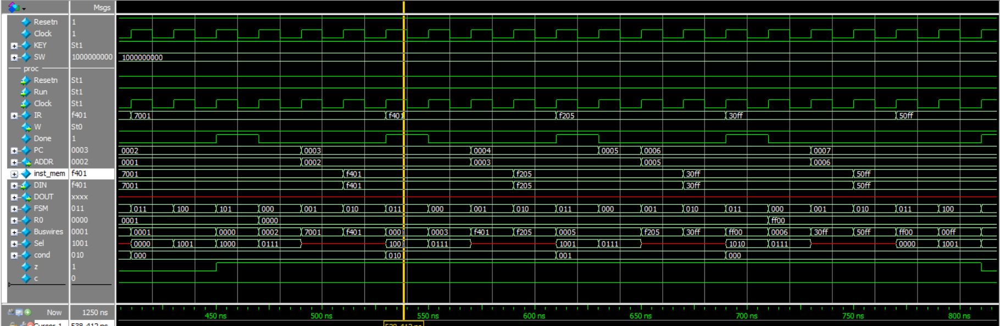 Msgs
Resetn 1
Clock 1
KEY St1
SW 1000000000 1000000000
proc
Resetn St1
Run St1
Clock St1
IR f401 7001 f401 f205 30ff 50ff
W St0
Done 1
PC 0003 0002 0003 0004 0005 0006 0007
ADDR 0002 0001 0002 0003 0005 0006
inst_mem f401 7001 f401 f205 30ff 50ff
DIN f401 7001 f401 f205 30ff 50ff
DOUT xxxx
FSM 011 011 100 101 000 001 010 011 000 001 010 011 000 001 010 011 000 001 010 011 100
R0 0000 0001 0000 ff00
Buswires 0001 0001 0000 0002 7001 f401 0001 0003 f401 f205 0005 f205 30ff ff00 0006 30ff 50ff ff00 00ff
Sel 1001 0000 1001 1000 0111 1001 0111 1001 0111 1010 0111 0000 1001
cond 010 000 010 001 000
z 1
c 0
Now 1250 ns 450 ns 500 ns 550 ns 600 ns 650 ns 700 ns 750 ns 800 ns
Cursor 1 538.412 ns 538.412 ns